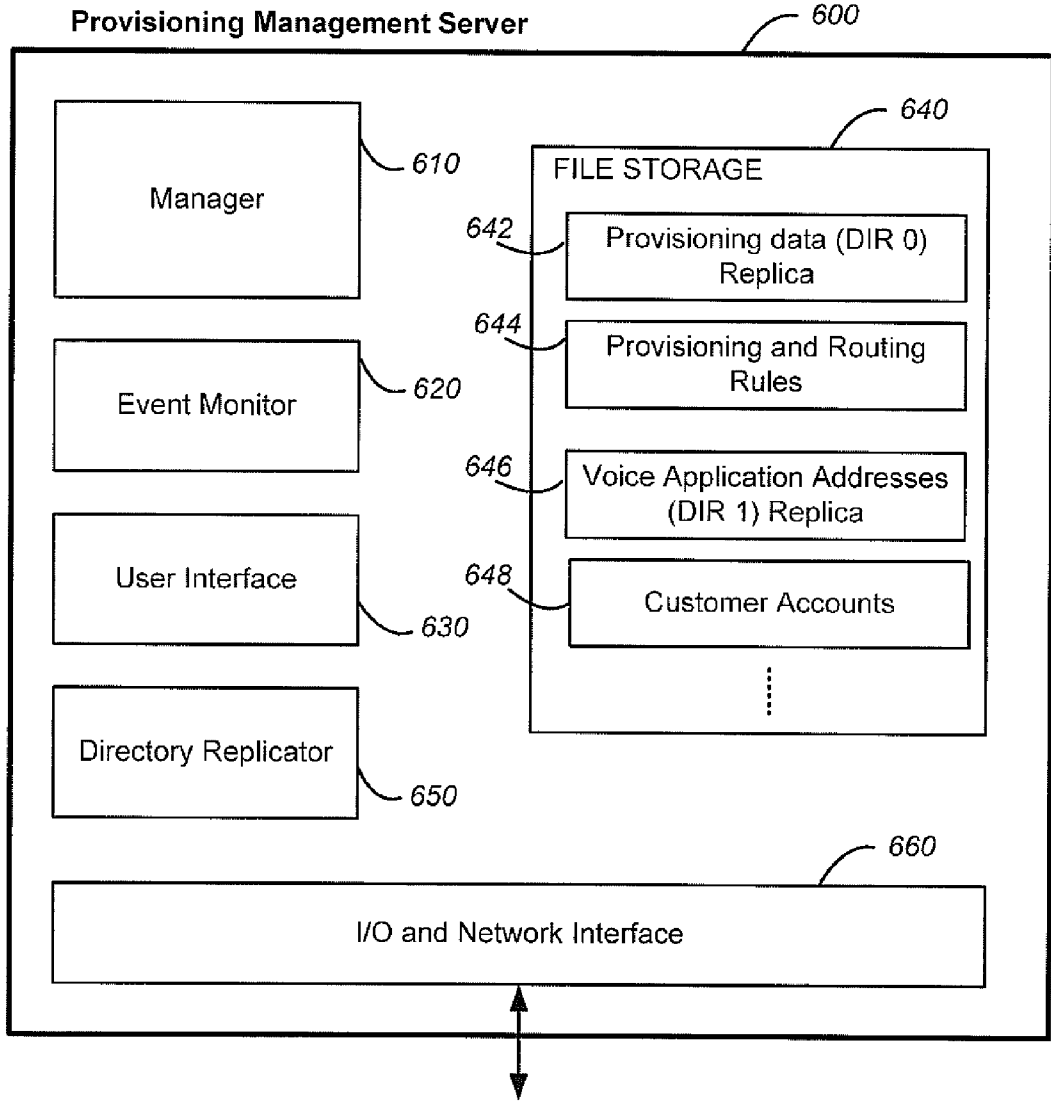 Provisioning Management Server
600
Manager
610
Event Monitor
620
User Interface
630
Directory Replicator
650
640
FILE STORAGE
642
Provisioning data (DIR 0)
Replica
644
Provisioning and Routing
Rules
646
Voice Application Addresses
(DIR 1) Replica
648
Customer Accounts
660
I/O and Network Interface